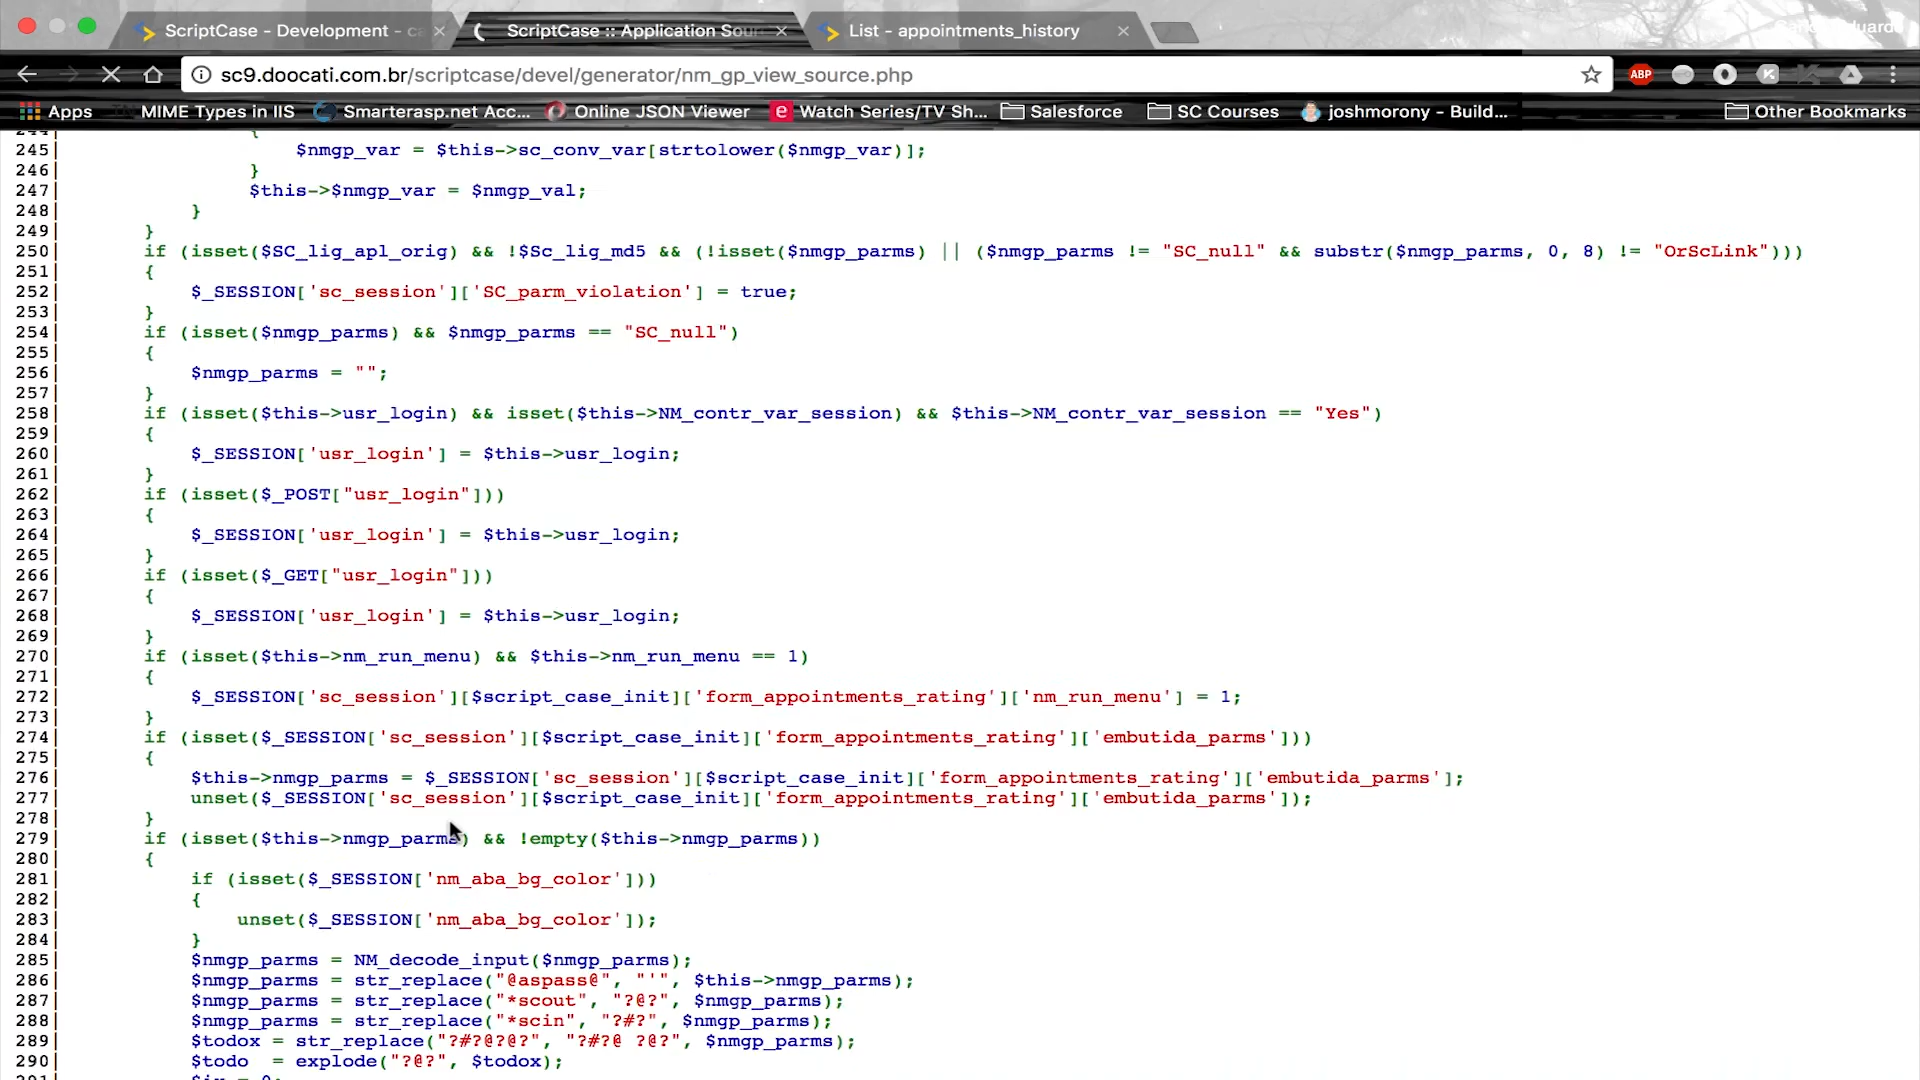 ScriptCase - Development - ca
ScriptCase :: Application Sou
List - appointments_history
sc9.doocati.com.br/scriptcase/devel/generator/nm_gp_view_source.php
ABP
Apps
MIME Types in IIS
Smarterasp.net Acc...
Online JSON Viewer
Watch Series/TV Sh...
Salesforce
SC Courses
joshmorony - Build...
Other Bookmarks
244| {
245| $nmgp_var = $this->sc_conv_var[strtolower($nmgp_var)];
246| }
247| $this->$nmgp_var = $nmgp_val;
248| }
249| }
250| if (isset($SC_lig_apl_orig) && !$Sc_lig_md5 && (!isset($nmgp_parms) || ($nmgp_parms != "SC_null" && substr($nmgp_parms, 0, 8) != "OrScLink")))
251| {
252| $_SESSION['sc_session']['SC_parm_violation'] = true;
253| }
254| if (isset($nmgp_parms) && $nmgp_parms == "SC_null")
255| {
256| $nmgp_parms = "";
257| }
258| if (isset($this->usr_login) && isset($this->NM_contr_var_session) && $this->NM_contr_var_session == "Yes")
259| {
260| $_SESSION['usr_login'] = $this->usr_login;
261| }
262| if (isset($_POST["usr_login"]))
263| {
264| $_SESSION['usr_login'] = $this->usr_login;
265| }
266| if (isset($_GET["usr_login"]))
267| {
268| $_SESSION['usr_login'] = $this->usr_login;
269| }
270| if (isset($this->nm_run_menu) && $this->nm_run_menu == 1)
271| {
272| $_SESSION['sc_session'][$script_case_init]['form_appointments_rating']['nm_run_menu'] = 1;
273| }
274| if (isset($_SESSION['sc_session'][$script_case_init]['form_appointments_rating']['embutida_parms']))
275| {
276| $this->nmgp_parms = $_SESSION['sc_session'][$script_case_init]['form_appointments_rating']['embutida_parms'];
277| unset($_SESSION['sc_session'][$script_case_init]['form_appointments_rating']['embutida_parms']);
278| }
279| if (isset($this->nmgp_parms) && !empty($this->nmgp_parms))
280| {
281| if (isset($_SESSION['nm_aba_bg_color']))
282| {
283| unset($_SESSION['nm_aba_bg_color']);
284| }
285| $nmgp_parms = NM_decode_input($nmgp_parms);
286| $nmgp_parms = str_replace("@aspass@", "'", $this->nmgp_parms);
287| $nmgp_parms = str_replace("*scout", "?@?", $nmgp_parms);
288| $nmgp_parms = str_replace("*scin", "?#?", $nmgp_parms);
289| $todox = str_replace("?#?@?@?", "?#?@ ?@?", $nmgp_parms);
290| $todo = explode("?@?", $todox);